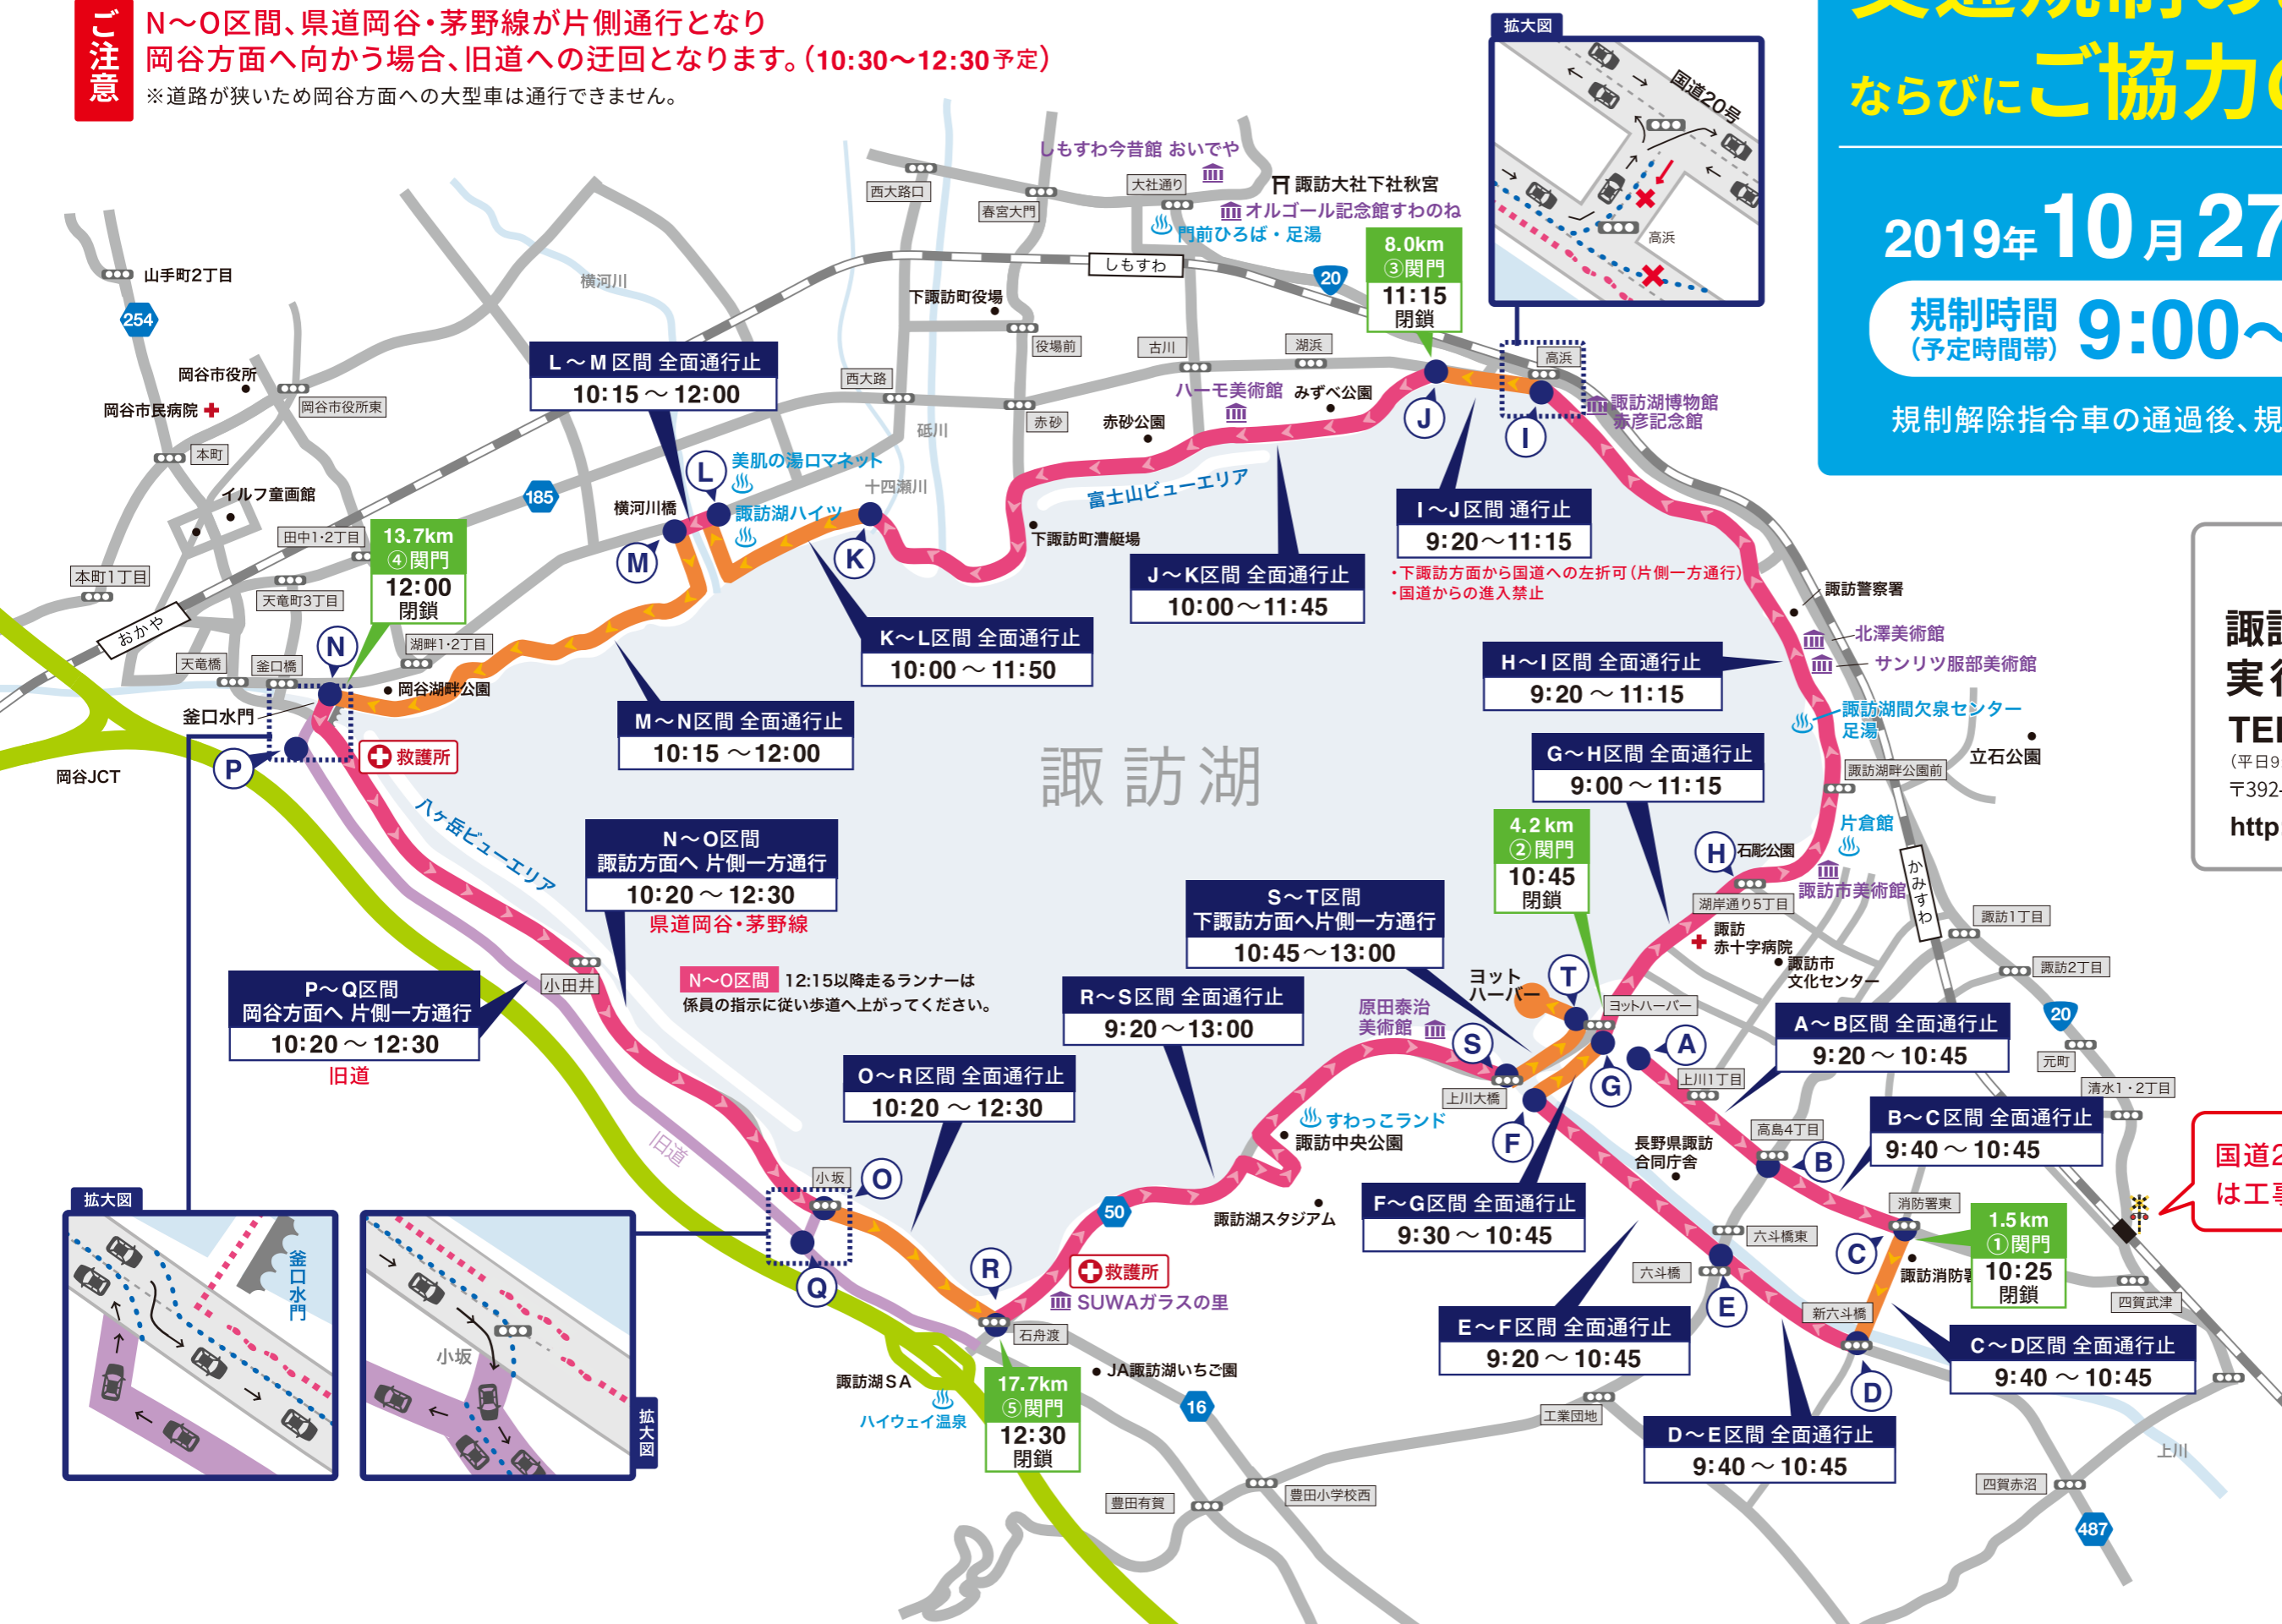 ご注意
N〜O区間、県道岡谷・茅野線が片側通行となり
岡谷方面へ向かう場合、旧道への迂回となります。(10:30〜12:30予定)
※道路が狭いため岡谷方面への大型車は通行できません。
ならびにご協力の
2019年10月27
規制時間
(予定時間帯)
9:00〜
規制解除指令車の通過後、規
拡大図
国道20号
高浜
しもすわ今昔館 おいでや
西大路口
春宮大門
大社通り
諏訪大社下社秋宮
オルゴール記念館すわのね
門前ひろば・足湯
8.0km
③関門
11:15
閉鎖
20
しもすわ
山手町2丁目
254
横河川
下諏訪町役場
役場前
古川
湖浜
高浜
L〜M区間 全面通行止
10:15 〜 12:00
岡谷市役所
岡谷市民病院
岡谷市役所東
西大路
赤砂
砥川
赤砂公園
ハーモ美術館
みずべ公園
J
I
諏訪湖博物館
赤彦記念館
本町
イルフ童画館
185
横河川橋
L
美肌の湯ロマネット
諏訪湖ハイツ
十四瀬川
富士山ビューエリア
下諏訪町漕艇場
M
K
I〜J区間 通行止
9:20〜11:15
・下諏訪方面から国道への左折可(片側一方通行)
・国道からの進入禁止
J〜K区間 全面通行止
10:00〜11:45
田中1・2丁目
13.7km
④関門
12:00
閉鎖
本町1丁目
天竜町3丁目
おかや
N
湖畔1・2丁目
天竜橋
釜口橋
岡谷湖畔公園
釜口水門
K〜L区間 全面通行止
10:00 〜 11:50
M〜N区間 全面通行止
10:15 〜12:00
H〜I区間 全面通行止
9:20 〜 11:15
諏訪警察署
北澤美術館
サンリツ服部美術館
諏訪湖間欠泉センター
足湯
立石公園
諏訪湖畔公園前
P
救護所
岡谷JCT
諏訪湖
八ヶ岳ビューエリア
G〜H区間 全面通行止
9:00 〜 11:15
4.2km
②関門
10:45
閉鎖
片倉館
H
石彫公園
諏訪市美術館
かみすわ
湖岸通り5丁目
諏訪
赤十字病院
諏訪市
文化センター
諏訪1丁目
諏訪2丁目
N〜O区間
諏訪方面へ 片側一方通行
10:20 〜 12:30
県道岡谷・茅野線
N〜O区間 12:15以降走るランナーは
係員の指示に従い歩道へ上がってください。
小田井
P〜Q区間
岡谷方面へ 片側一方通行
10:20 〜 12:30
旧道
S〜T区間
下諏訪方面へ片側一方通行
10:45〜13:00
R〜S区間 全面通行止
9:20〜13:00
原田泰治
美術館
ヨット
ハーバー
T
ヨットハーバー
S
A
G
上川大橋
F
A〜B区間 全面通行止
9:20 〜 10:45
上川1丁目
20
元町
清水1・2丁目
O〜R区間 全面通行止
10:20 〜 12:30
旧道
小坂
O
Q
すわっこランド
諏訪中央公園
諏訪湖スタジアム
50
長野県諏訪
合同庁舎
高島4丁目
B
B〜C区間 全面通行止
9:40 〜 10:45
F〜G区間 全面通行止
9:30 〜 10:45
消防署東
1.5km
①関門
10:25
閉鎖
C
諏訪消防署
六斗橋東
六斗橋
E
新六斗橋
D
四賀武津
国道2
は工事
R
救護所
SUWAガラスの里
石舟渡
JA諏訪湖いちご園
諏訪湖SA
ハイウェイ温泉
17.7km
⑤関門
12:30
閉鎖
16
E〜F区間 全面通行止
9:20 〜 10:45
C〜D区間 全面通行止
9:40 〜 10:45
D〜E区間 全面通行止
9:40 〜 10:45
工業団地
豊田有賀
豊田小学校西
四賀赤沼
上川
487
拡大図
釜口水門
小坂
拡大図
実行
TEL
(平日9
〒392-
http